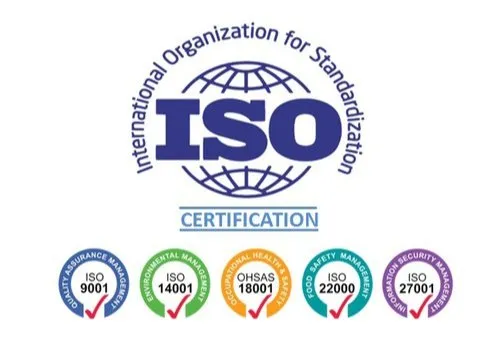 International Organization for Standardization
ISO
CERTIFICATION
QUALITY ASSURANCE MANAGEMENT
ISO
9001
ENVIRONMENTAL MANAGEMENT
ISO
14001
OCCUPATIONAL HEALTH & SAFETY
OHSAS
18001
FOOD SAFETY MANAGEMENT
ISO
22000
INFORMATION SECURITY MANAGEMENT
ISO
27001